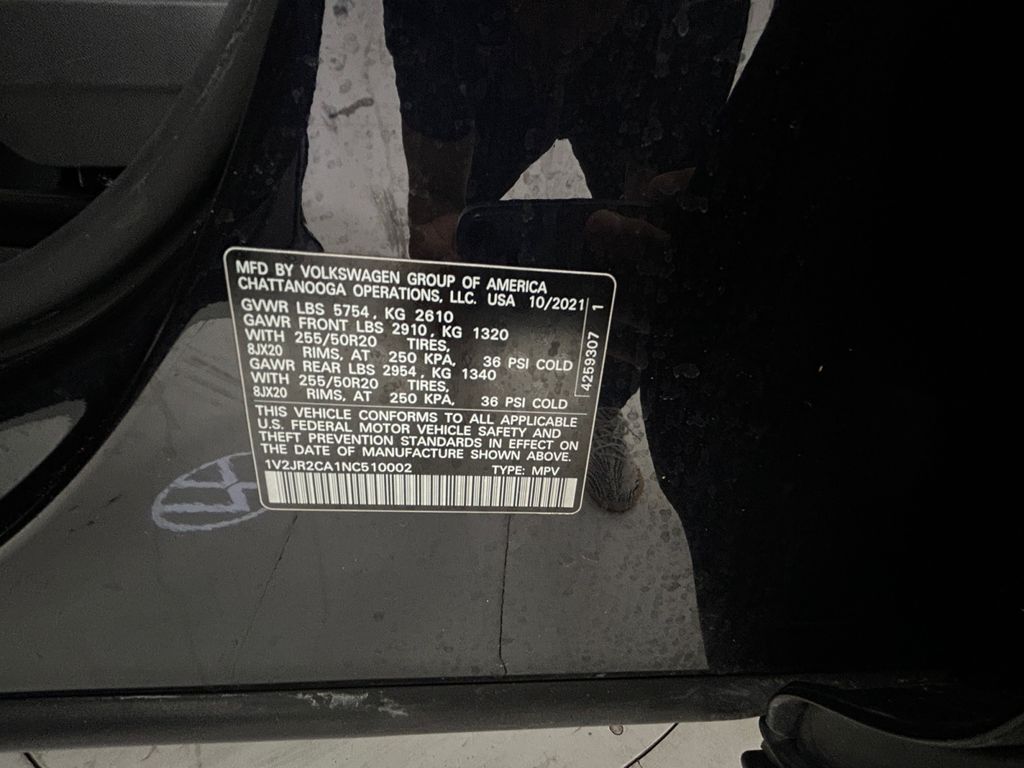 MFD BY VOLKSWAGEN GROUP OF AMERICA
CHATTANOOGA OPERATIONS, LLC. USA 10/2021
GVWR LBS 5754, KG 2610
GAWR FRONT LBS 2910, KG 1320
WITH 255/50R20 TIRES,
8JX20 RIMS, AT 250 KPA, 36 PSI COLD
GAWR REAR LBS 2954, KG 1340
WITH 255/50R20 TIRES,
8JX20 RIMS, AT 250 KPA, 36 PSI COLD
4259307 1
THIS VEHICLE CONFORMS TO ALL APPLICABLE
U.S. FEDERAL MOTOR VEHICLE SAFETY AND
THEFT PREVENTION STANDARDS IN EFFECT ON
THE DATE OF MANUFACTURE SHOWN ABOVE.
1V2JR2CA1NC510002 TYPE: MPV